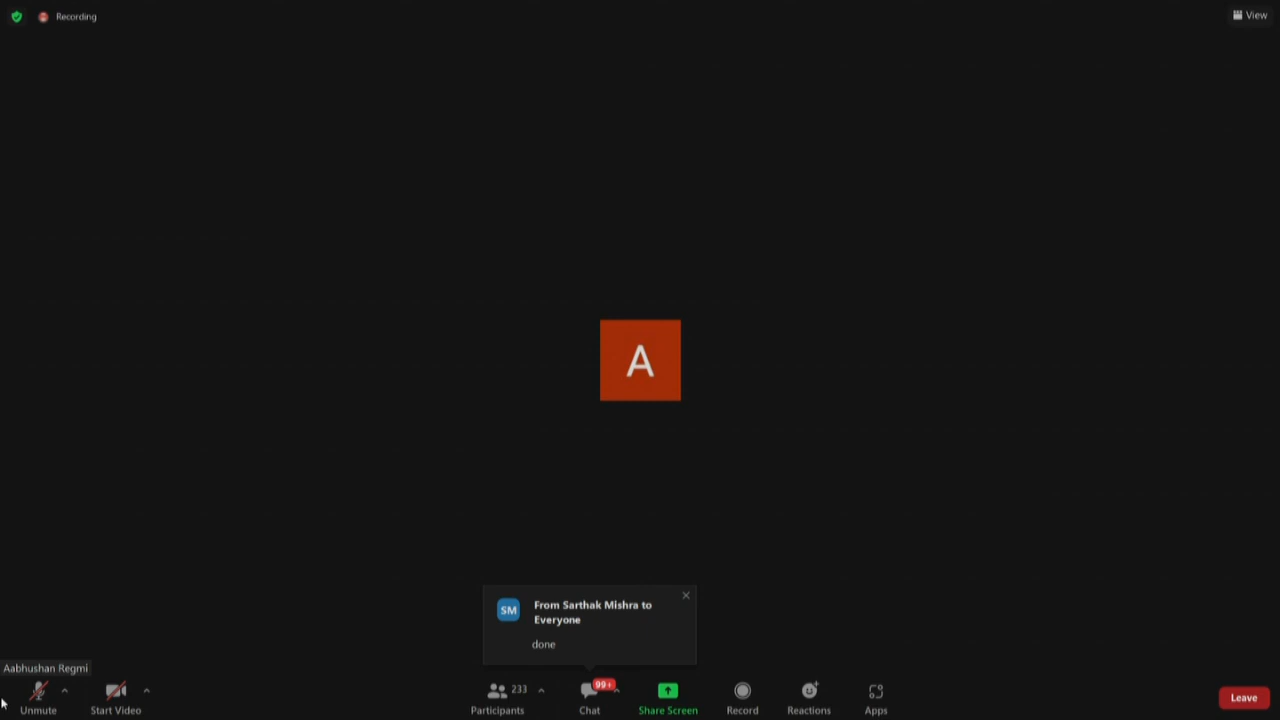 Recording
View
A
SM
From Sarthak Mishra to
Everyone
done
Aabhushan Regmi
233
99+
Unmute
Start Video
Participants
Chat
Share Screen
Record
Reactions
Apps
Leave